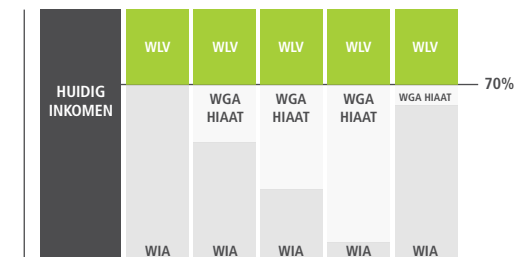 WLV WLV WLV WLV WLV
70%
HUIDIG
INKOMEN
WGA
HIAAT
WGA
HIAAT
WGA
HIAAT
WGA HIAAT
WIA WIA WIA WIA WIA